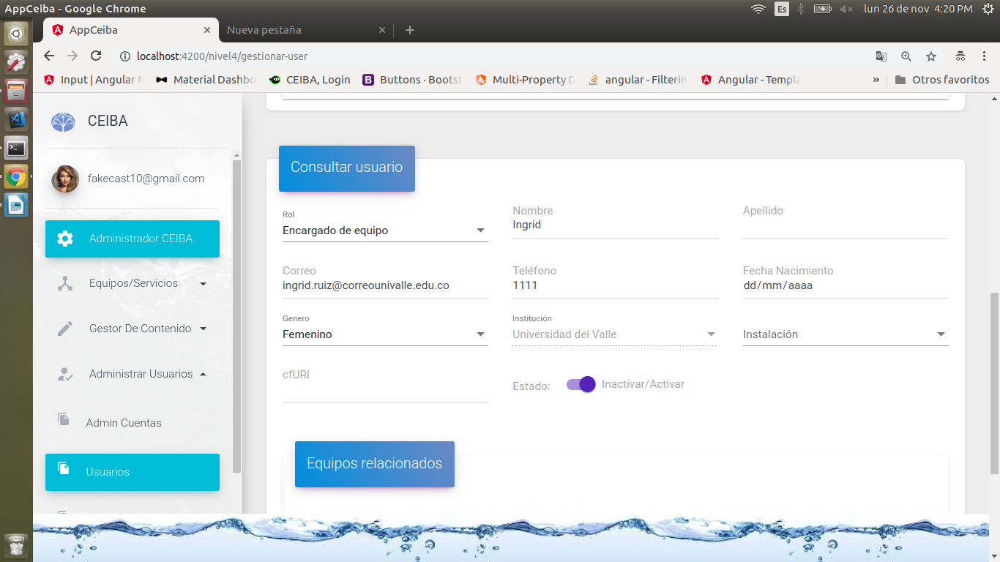 AppCeiba - Google Chrome
Es
lun 26 de nov 4:20 PM
AppCeiba
Nueva pestaña
localhost:4200/nivel4/gestionar-user
Input | Angular
Material Dashbo
CEIBA, Login
B
Buttons · Boots
Multi-Property
angular - Filterin
Angular - Templa
»
Otros favoritos
CEIBA
fakecast10@gmail.com
Administrador CEIBA
Equipos/Servicios
Gestor De Contenido
Administrar Usuarios
Admin Cuentas
Usuarios
Consultar usuario
Rol
Encargado de equipo
Nombre
Ingrid
Apellido
Correo
ingrid.ruiz@correounivalle.edu.co
Teléfono
1111
Fecha Nacimiento
dd/mm/aaaa
Genero
Femenino
Institución
Universidad del Valle
Instalación
cfURI
Estado:
Inactivar/Activar
Equipos relacionados